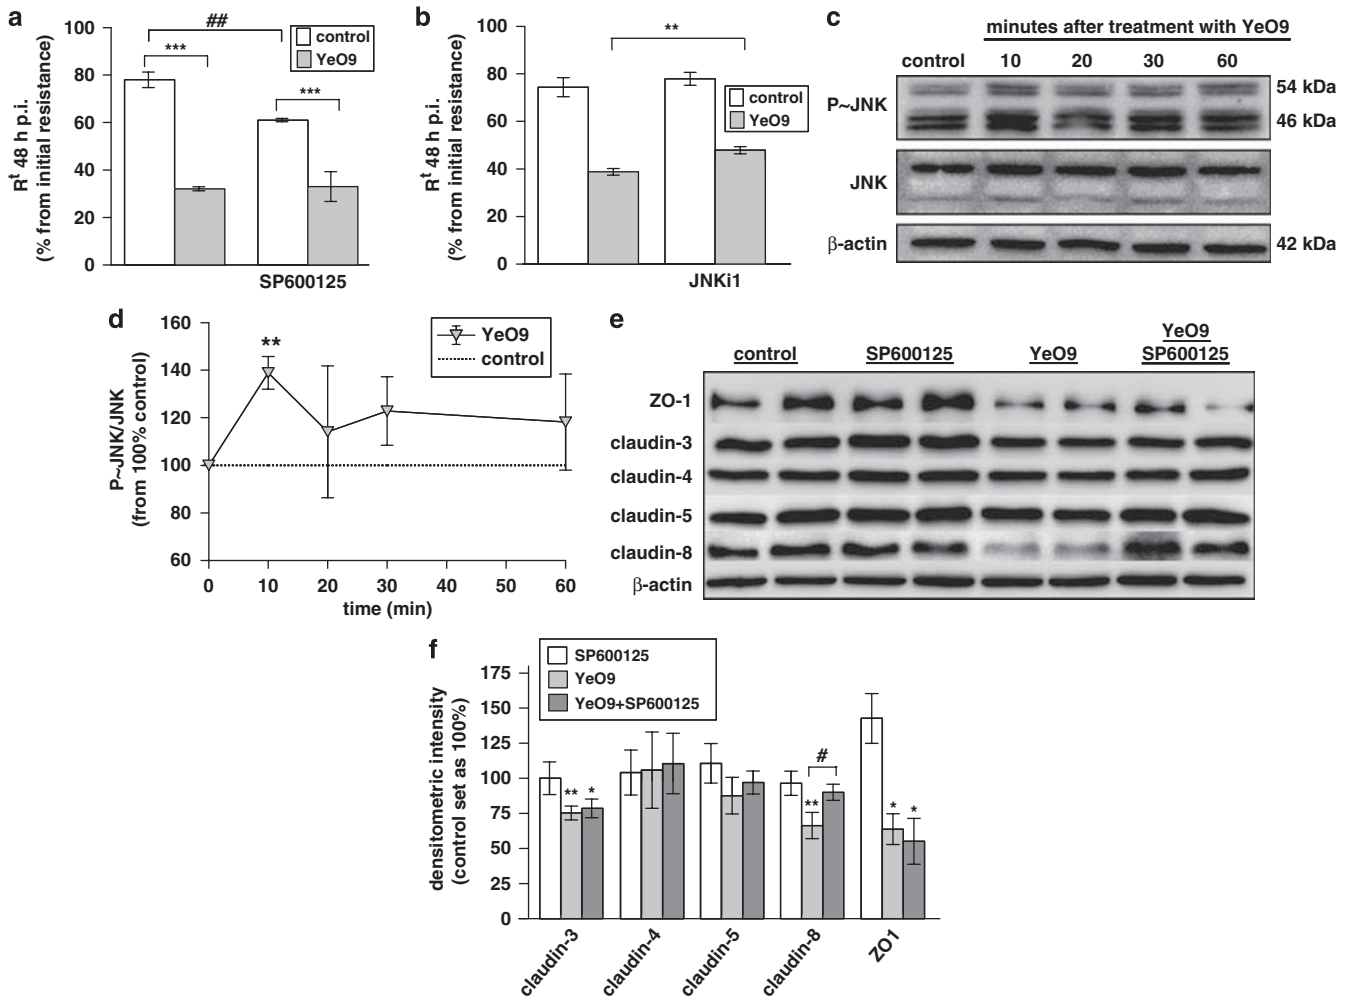 a
100
80
60
40
20
0
Rᵗ 48 h p.i.
(% from initial resistance)
##
***
***
control
YeO9
SP600125
b
100
80
60
40
20
0
Rᵗ 48 h p.i.
(% from initial resistance)
**
control
YeO9
JNKi1
c
minutes after treatment with YeO9
control 10 20 30 60
P~JNK
54 kDa
46 kDa
JNK
β-actin
42 kDa
d
160
140
120
100
80
60
P~JNK/JNK
(from 100% control)
**
YeO9
control
0 10 20 30 40 50 60
time (min)
e
control SP600125 YeO9 YeO9
SP600125
ZO-1
claudin-3
claudin-4
claudin-5
claudin-8
β-actin
f
SP600125
YeO9
YeO9+SP600125
175
150
125
100
75
50
25
0
densitometric intensity
(control set as 100%)
** *
**
#
* *
claudin-3
claudin-4
claudin-5
claudin-8
ZO1